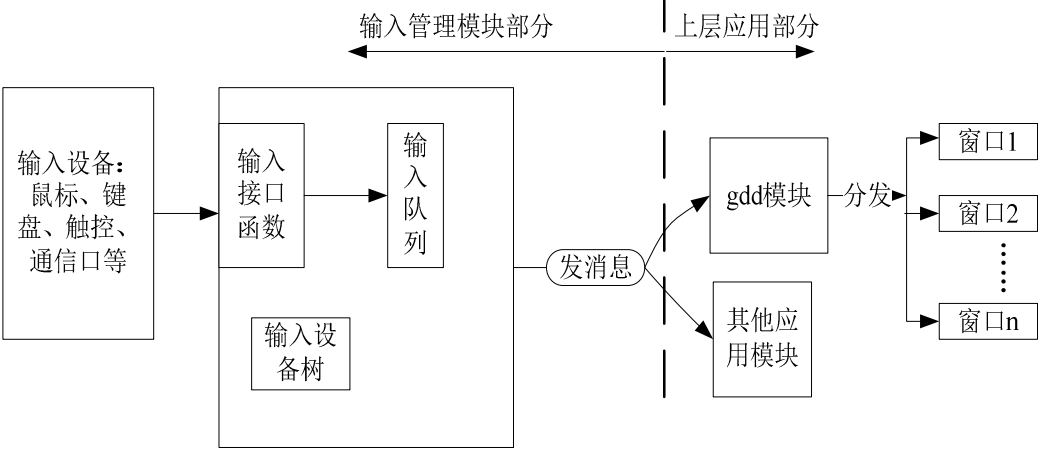 输入管理模块部分
上层应用部分
输入设备：
鼠标、键
盘、触控、
通信口等
输入
接口
函数
输
入
队
列
输入设
备树
发消息
gdd模块
其他应
用模块
分发
窗口1
窗口2
窗口n